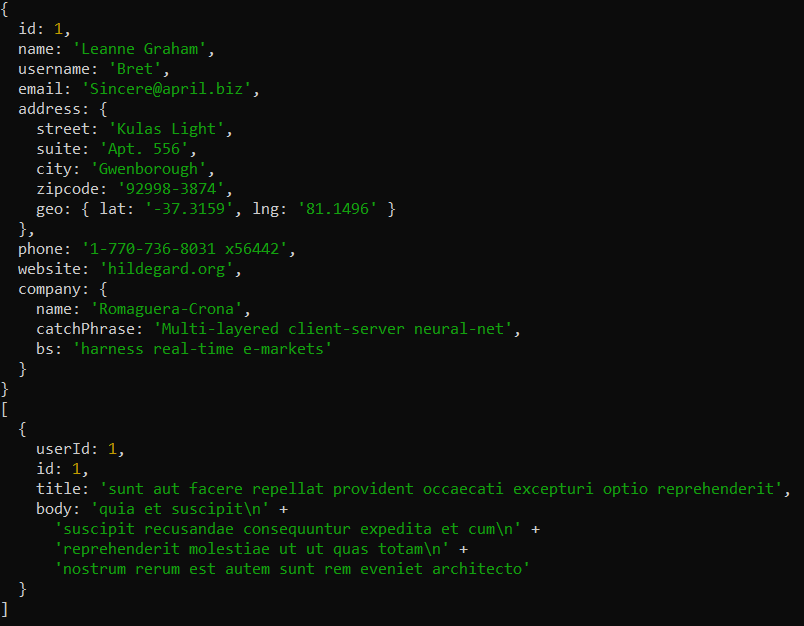 {
  id: 1,
  name: 'Leanne Graham',
  username: 'Bret',
  email: 'Sincere@april.biz',
  address: {
    street: 'Kulas Light',
    suite: 'Apt. 556',
    city: 'Gwenborough',
    zipcode: '92998-3874',
    geo: { lat: '-37.3159', lng: '81.1496' }
  },
  phone: '1-770-736-8031 x56442',
  website: 'hildegard.org',
  company: {
    name: 'Romaguera-Crona',
    catchPhrase: 'Multi-layered client-server neural-net',
    bs: 'harness real-time e-markets'
  }
}
[
  {
    userId: 1,
    id: 1,
    title: 'sunt aut facere repellat provident occaecati excepturi optio reprehenderit',
    body: 'quia et suscipit\n' +
      'suscipit recusandae consequuntur expedita et cum\n' +
      'reprehenderit molestiae ut ut quas totam\n' +
      'nostrum rerum est autem sunt rem eveniet architecto'
  }
]